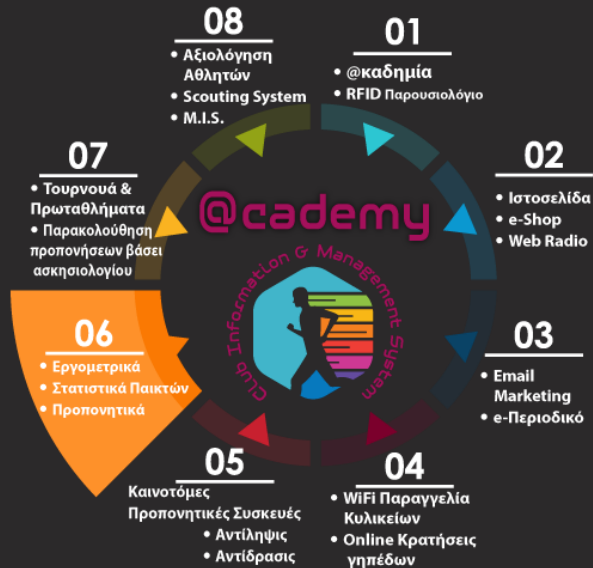 08
• Αξιολόγηση
Αθλητών
• Scouting System
• M.I.S.
01
• @καδημία
• RFID Παρουσιολόγιο
02
• Ιστοσελίδα
• e-Shop
• Web Radio
03
• Email
Marketing
• e-Περιοδικό
04
• WiFi Παραγγελία
Κυλικείων
• Online Κρατήσεις
γηπέδων
05
Καινοτόμες
Προπονητικές Συσκευές
• Αντίληψις
• Αντίδρασις
06
• Εργομετρικά
• Στατιστικά Παικτών
• Προπονητικά
07
• Τουρνουά &
Πρωταθλήματα
• Παρακολούθηση
προπονήσεων βάσει
ασκησιολογίου
@cademy
Club Information & Management System